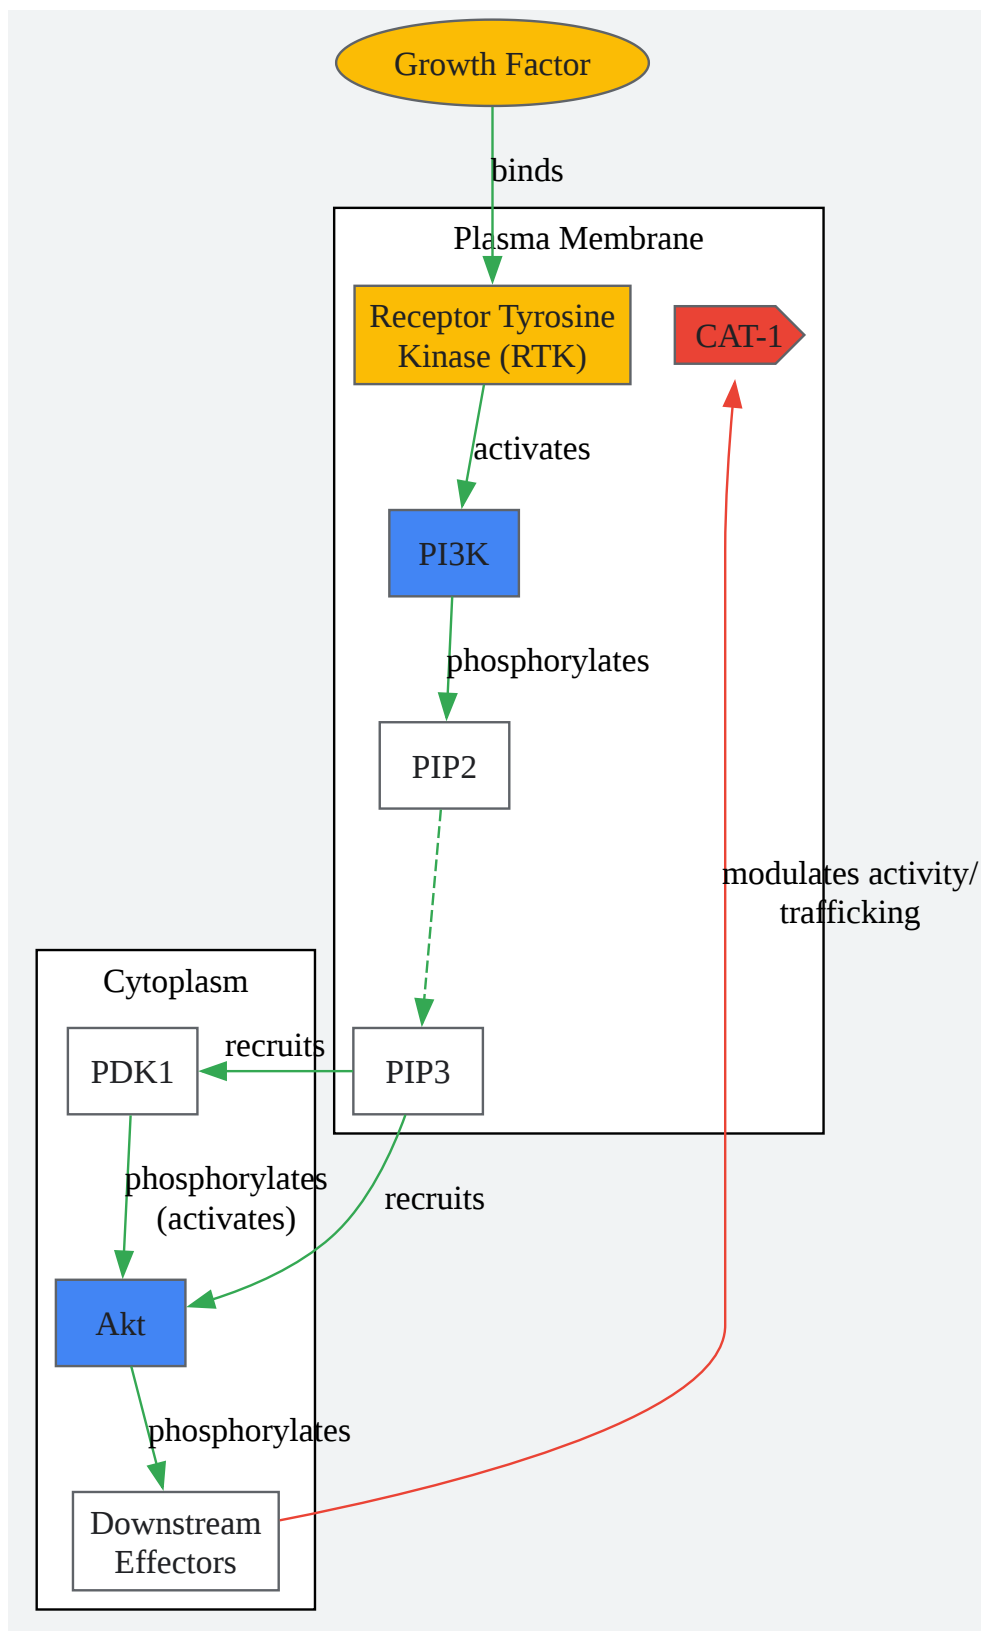 Growth Factor
binds
Plasma Membrane
Receptor Tyrosine
Kinase (RTK)
CAT-1
activates
PI3K
phosphorylates
PIP2
modulates activity/
trafficking
Cytoplasm
recruits
PDK1
PIP3
phosphorylates
(activates)
recruits
Akt
phosphorylates
Downstream
Effectors